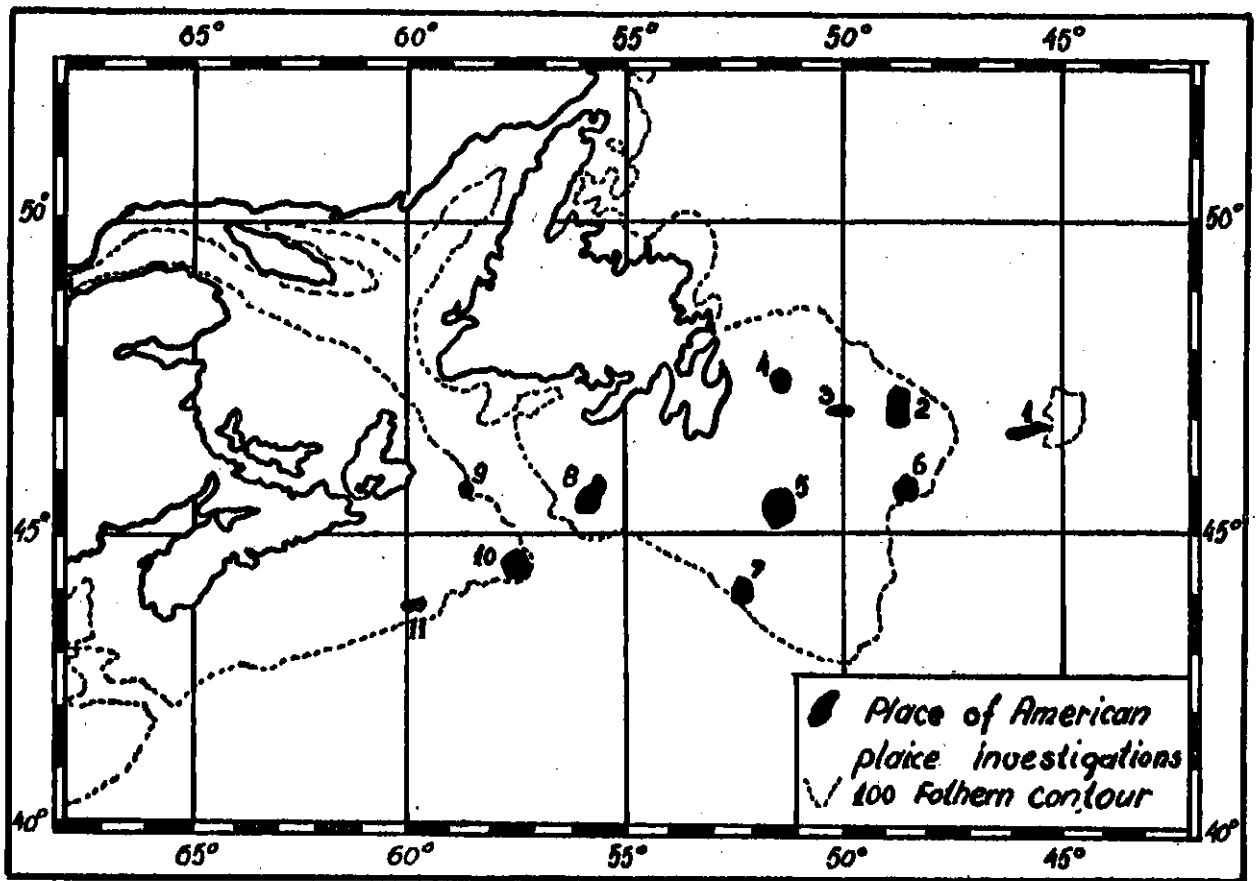 65° 60° 55° 50° 45°
50° 50°
4
3 2 1
9 8 5 6
45° 45°
10 7
11
Place of American
plaice investigations
100 Fothem contour
40° 40°
65° 60° 55° 50° 45°